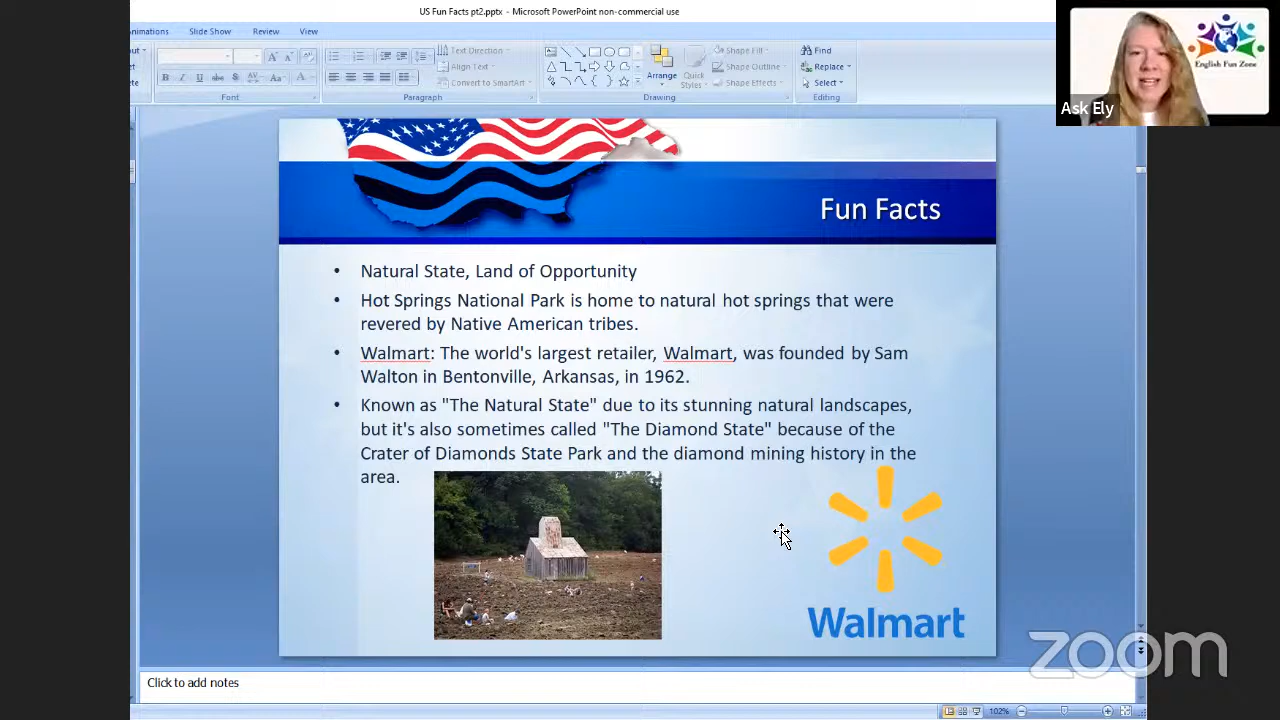 US Fun Facts pt2.pptx - Microsoft PowerPoint non-commercial use
nimations Slide Show Review View
Text Direction
Align Text
Convert to SmartArt
Arrange
Quick Styles
Shape Fill
Shape Outline
Shape Effects
Find
Replace
Select
Font Paragraph Drawing Editing
English Fun Zone
Ask Ely
Fun Facts
• Natural State, Land of Opportunity
• Hot Springs National Park is home to natural hot springs that were
revered by Native American tribes.
• Walmart: The world's largest retailer, Walmart, was founded by Sam
Walton in Bentonville, Arkansas, in 1962.
• Known as "The Natural State" due to its stunning natural landscapes,
but it's also sometimes called "The Diamond State" because of the
Crater of Diamonds State Park and the diamond mining history in the
area.
Walmart
zoom
Click to add notes
102%